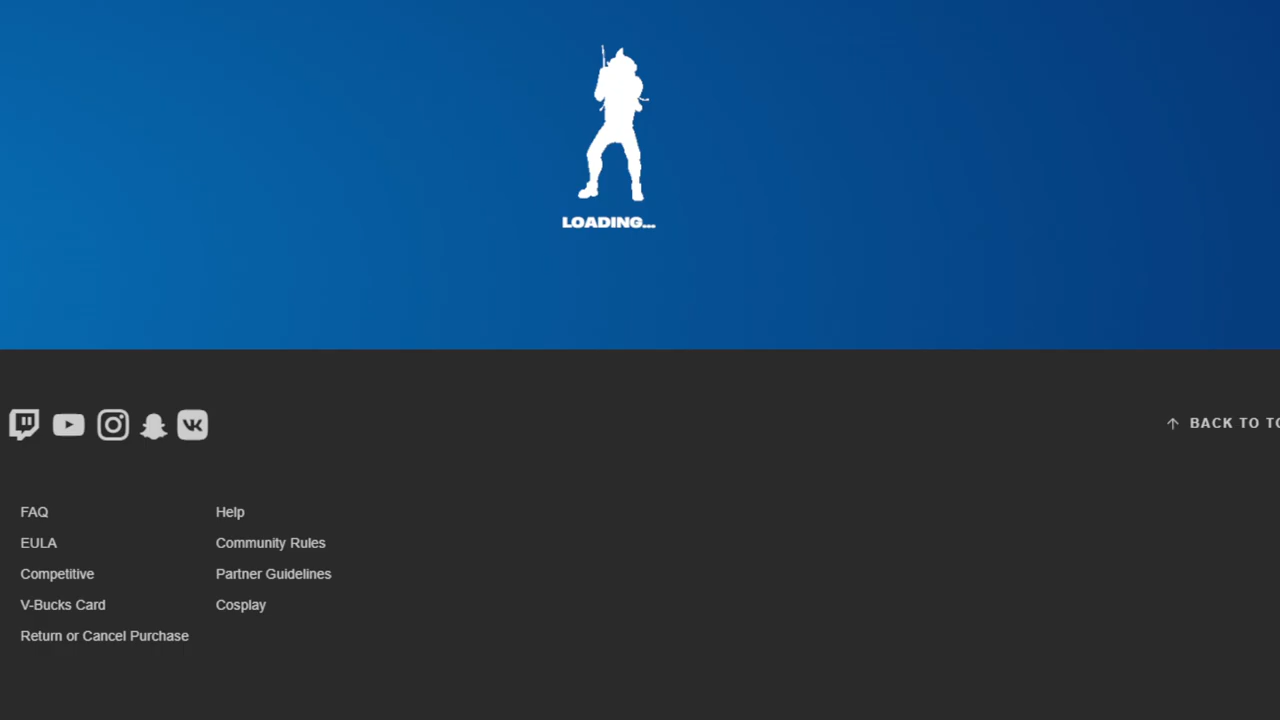 LOADING...
BACK TO TO
FAQ
EULA
Competitive
V-Bucks Card
Return or Cancel Purchase
Help
Community Rules
Partner Guidelines
Cosplay